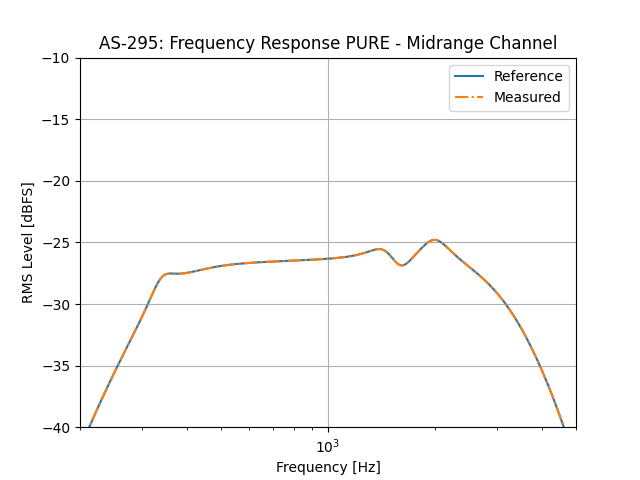 AS-295: Frequency Response PURE - Midrange Channel
Reference
Measured
RMS Level [dBFS]
−10
−15
−20
−25
−30
−35
−40
10³
Frequency [Hz]